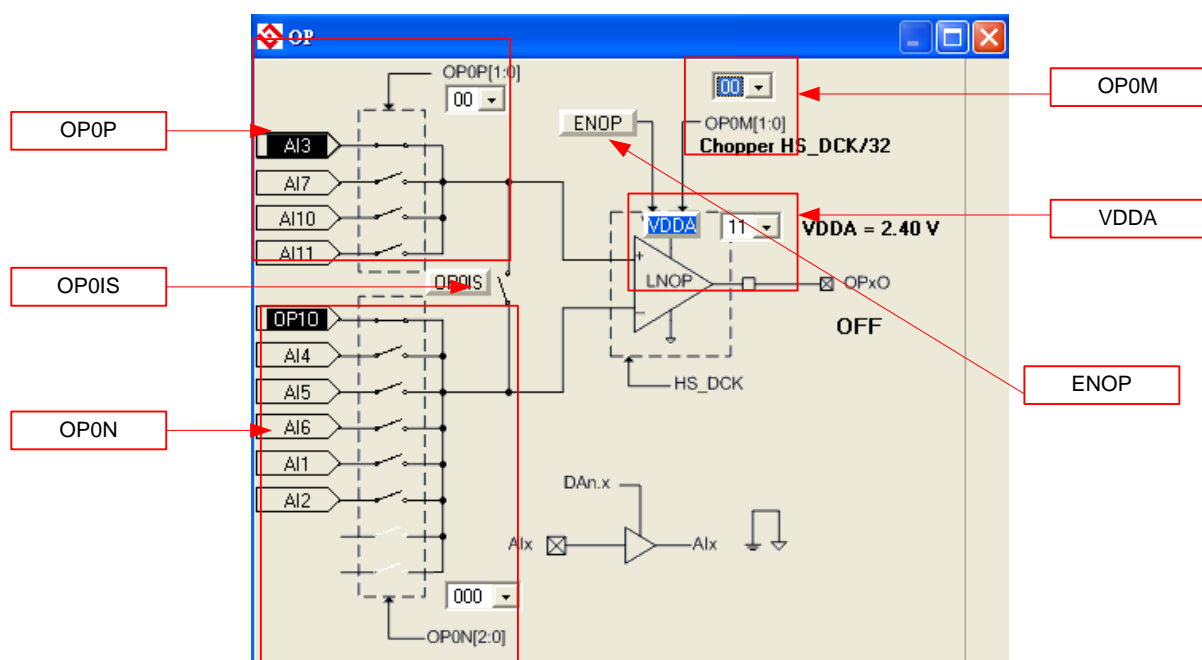 OP
OP0P[1:0]
00
00
OP0M
OP0P
ENOP
OP0M[1:0]
Chopper HS_DCK/32
AI3
AI7
AI10
AI11
VDDA
11
VDDA = 2.40 V
VDDA
OP0IS
OP0IS
+
LNOP
-
OPxO
OFF
OP10
AI4
AI5
AI6
AI1
AI2
HS_DCK
ENOP
OP0N
DAn.x
AIx
AIx
000
OP0N[2:0]